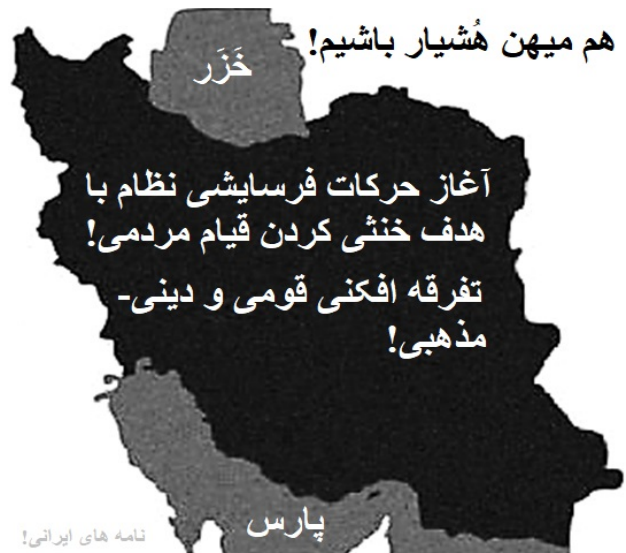 هم میهن هُشیار باشیم!
خَزَر
آغاز حرکات فرسایشی نظام با
هدف خنثی کردن قیام مردمی!
تفرقه افکنی قومی و دینی-
مذهبی!
پارس
نامه های ایرانی!